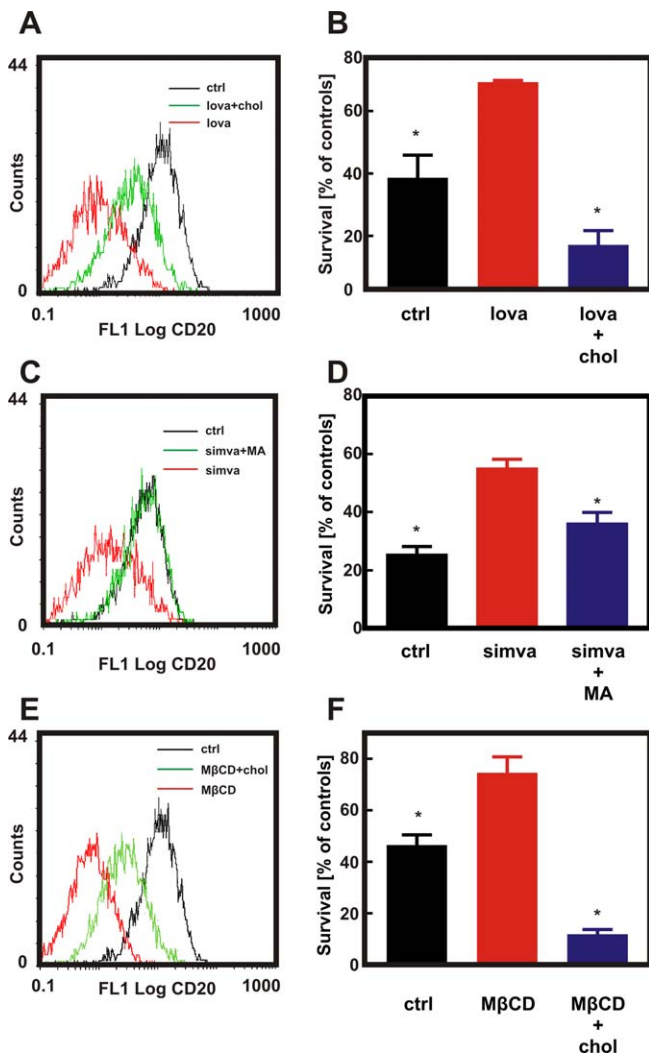 A
44
Counts
0
0.1
1000
FL1 Log CD20
ctrl
lova+chol
lova
B
Survival [% of controls]
80
60
40
20
0
*
*
ctrl
lova
lova
+
chol
C
44
Counts
0
0.1
1000
FL1 Log CD20
ctrl
simva+MA
simva
D
Survival [% of controls]
80
60
40
20
0
*
*
ctrl
simva
simva
+
MA
E
44
Counts
0
0.1
1000
FL1 Log CD20
ctrl
MβCD+chol
MβCD
F
Survival [% of controls]
80
60
40
20
0
*
*
ctrl
MβCD
MβCD
+
chol